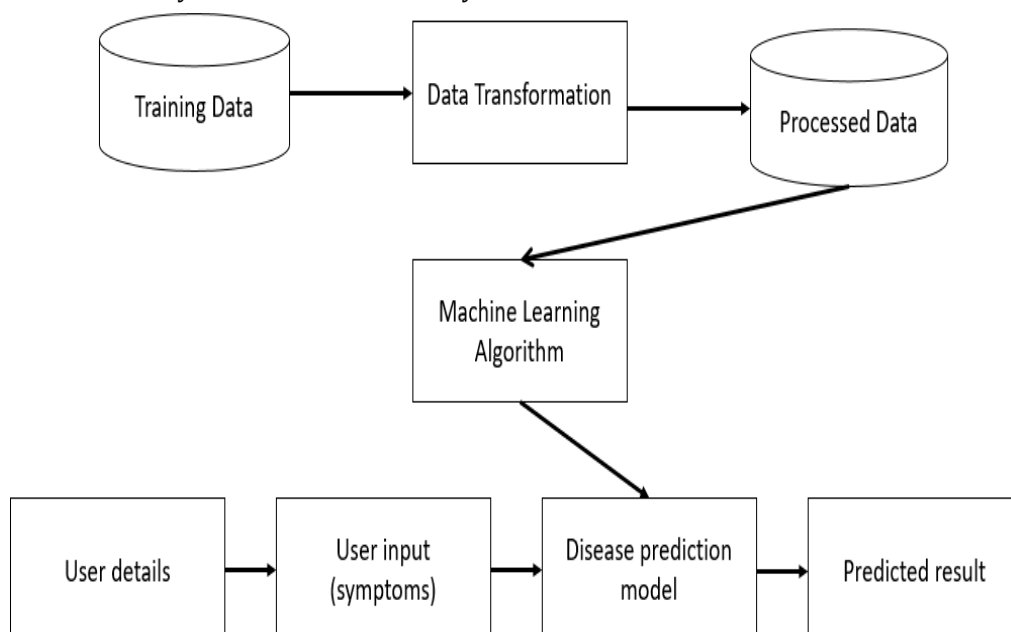 Training Data
Data Transformation
Processed Data
Machine Learning
Algorithm
User details
User input
(symptoms)
Disease prediction
model
Predicted result